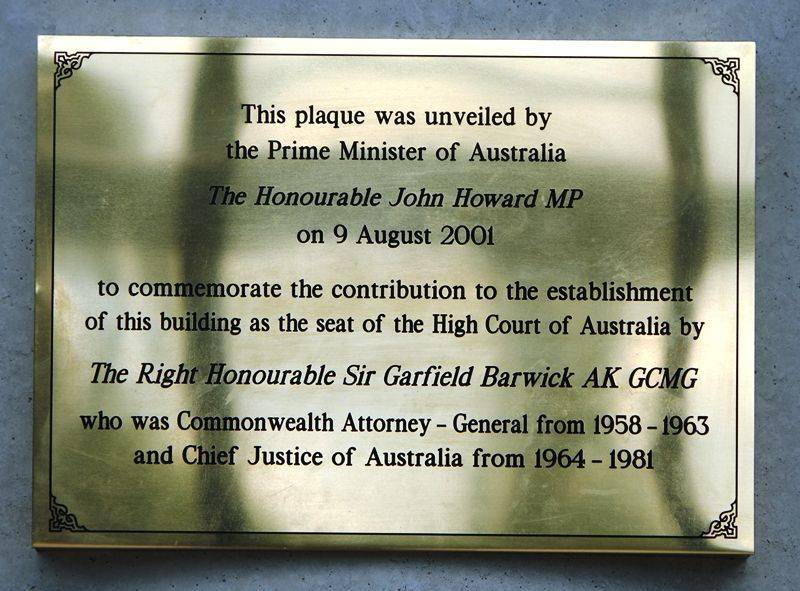 This plaque was unveiled by
the Prime Minister of Australia
The Honourable John Howard MP
on 9 August 2001
to commemorate the contribution to the establishment
of this building as the seat of the High Court of Australia by
The Right Honourable Sir Garfield Barwick AK GCMG
who was Commonwealth Attorney – General from 1958 – 1963
and Chief Justice of Australia from 1964 – 1981